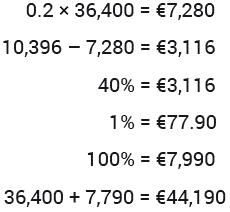 0.2 × 36,400 = €7,280
10,396 − 7,280 = €3,116
40% = €3,116
1% = €77.90
100% = €7,990
36,400 + 7,790 = €44,190